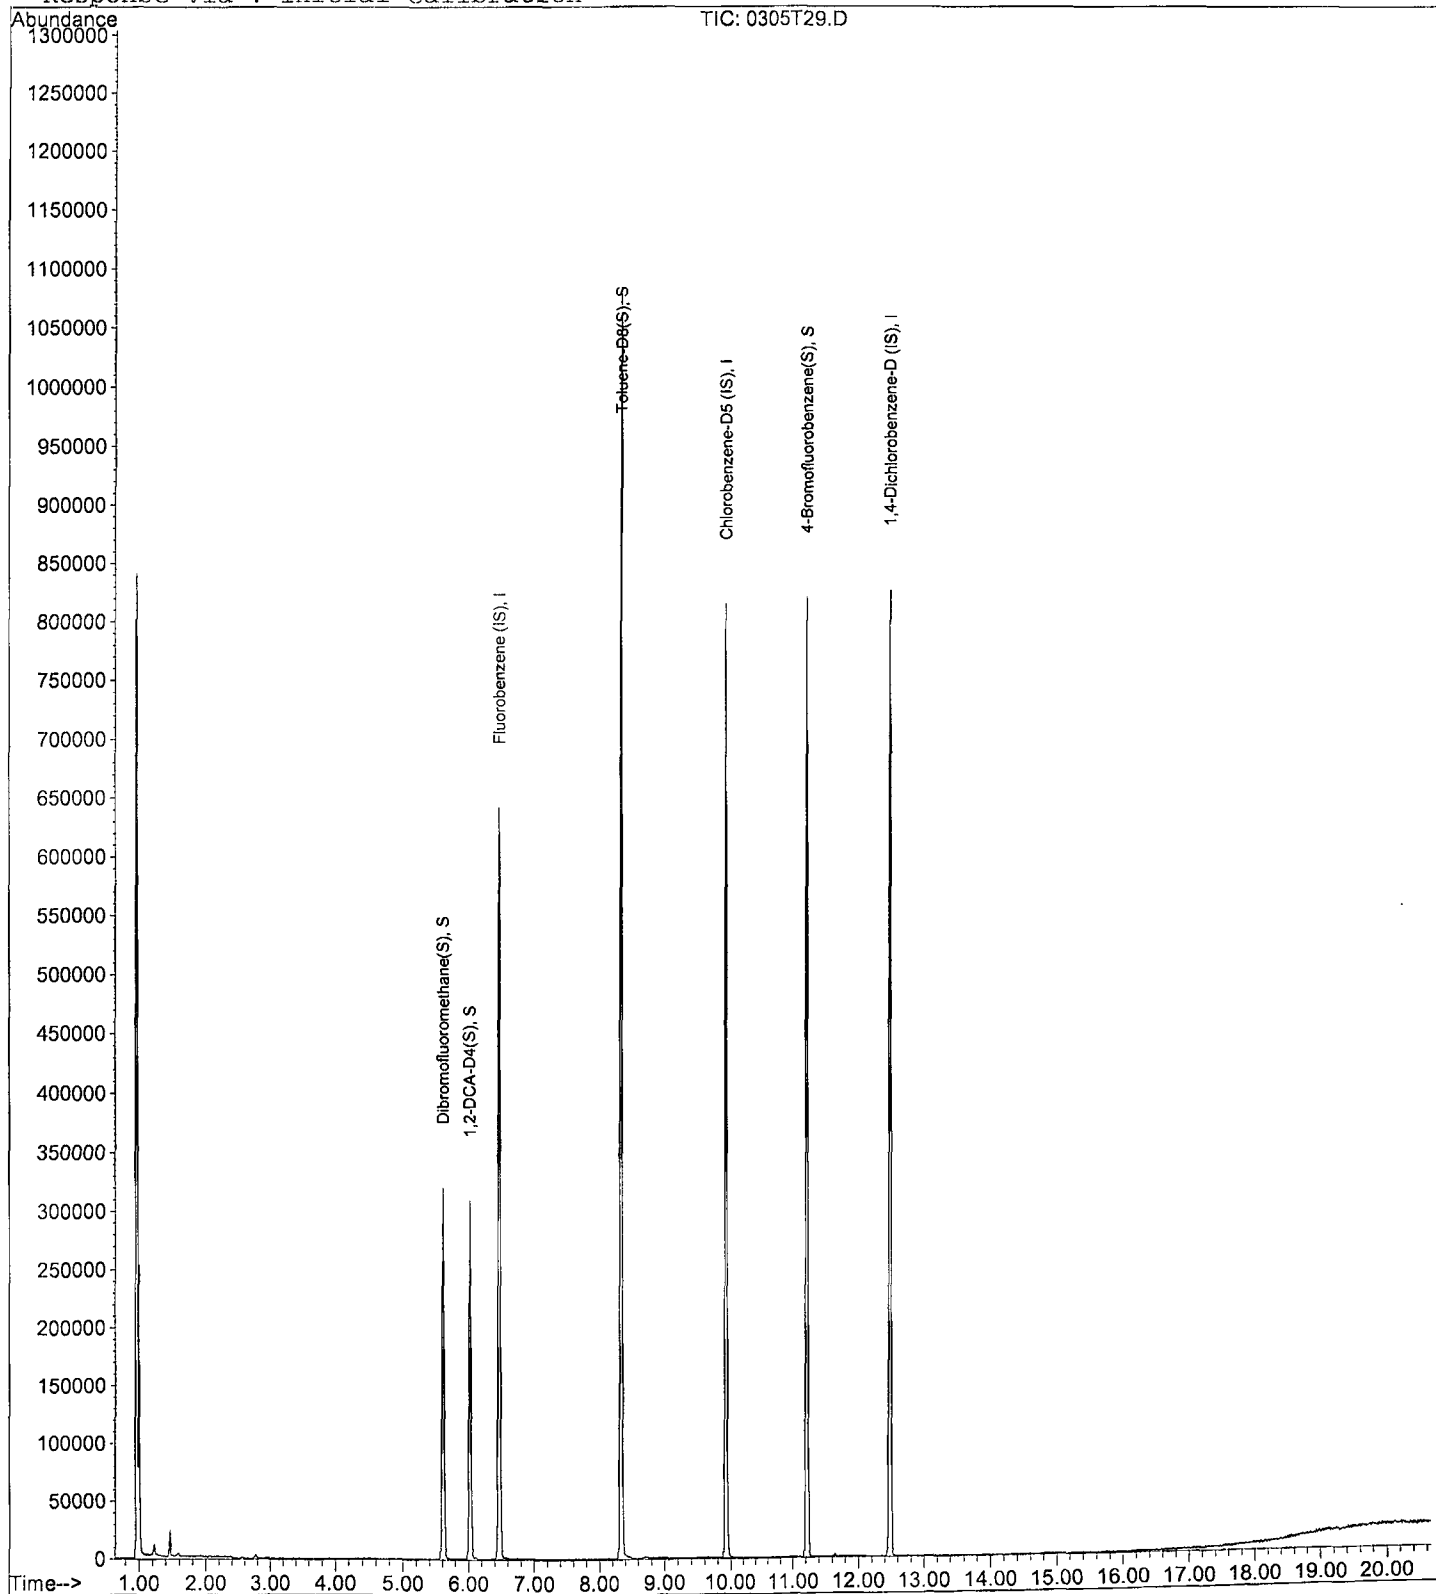 Response via : Initial Calibration
Abundance
TIC: 0305T29.D
1300000
1250000
1200000
1150000
1100000
1050000
1000000
950000
900000
850000
800000
750000
700000
650000
600000
550000
500000
450000
400000
350000
300000
250000
200000
150000
100000
50000
0
Dibromofluoromethane(S), S
1,2-DCA-D4(S), S
Fluorobenzene (IS), I
Toluene-D8(S), S
Chlorobenzene-D5 (IS), I
4-Bromofluorobenzene(S), S
1,4-Dichlorobenzene-D (IS), I
Time--> 1.00 2.00 3.00 4.00 5.00 6.00 7.00 8.00 9.00 10.00 11.00 12.00 13.00 14.00 15.00 16.00 17.00 18.00 19.00 20.00